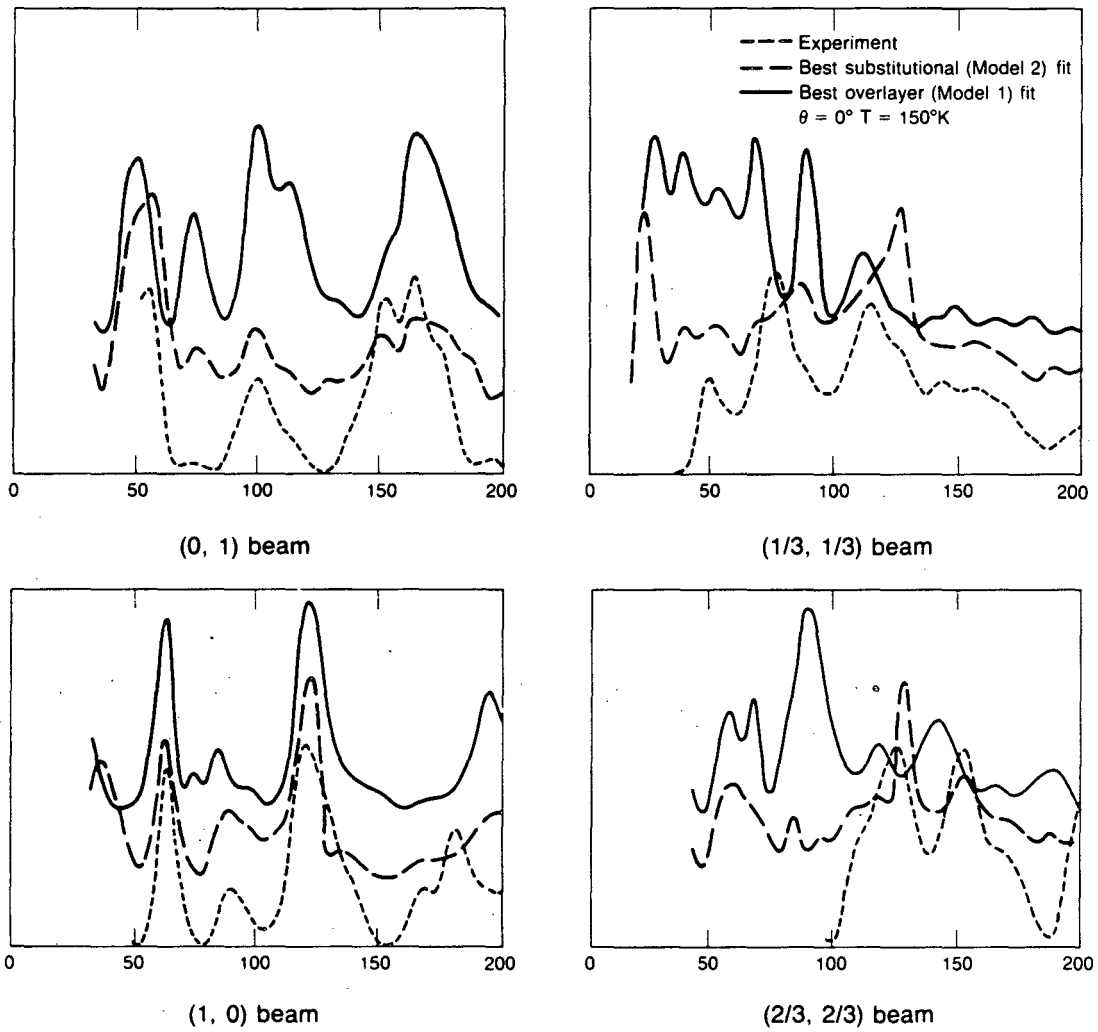 Experiment
Best substitutional (Model 2) fit
Best overlayer (Model 1) fit
θ = 0° T = 150°K
0 50 100 150 200
0 50 100 150 200
(0, 1) beam
(1/3, 1/3) beam
0 50 100 150 200
0 50 100 150 200
(1, 0) beam
(2/3, 2/3) beam